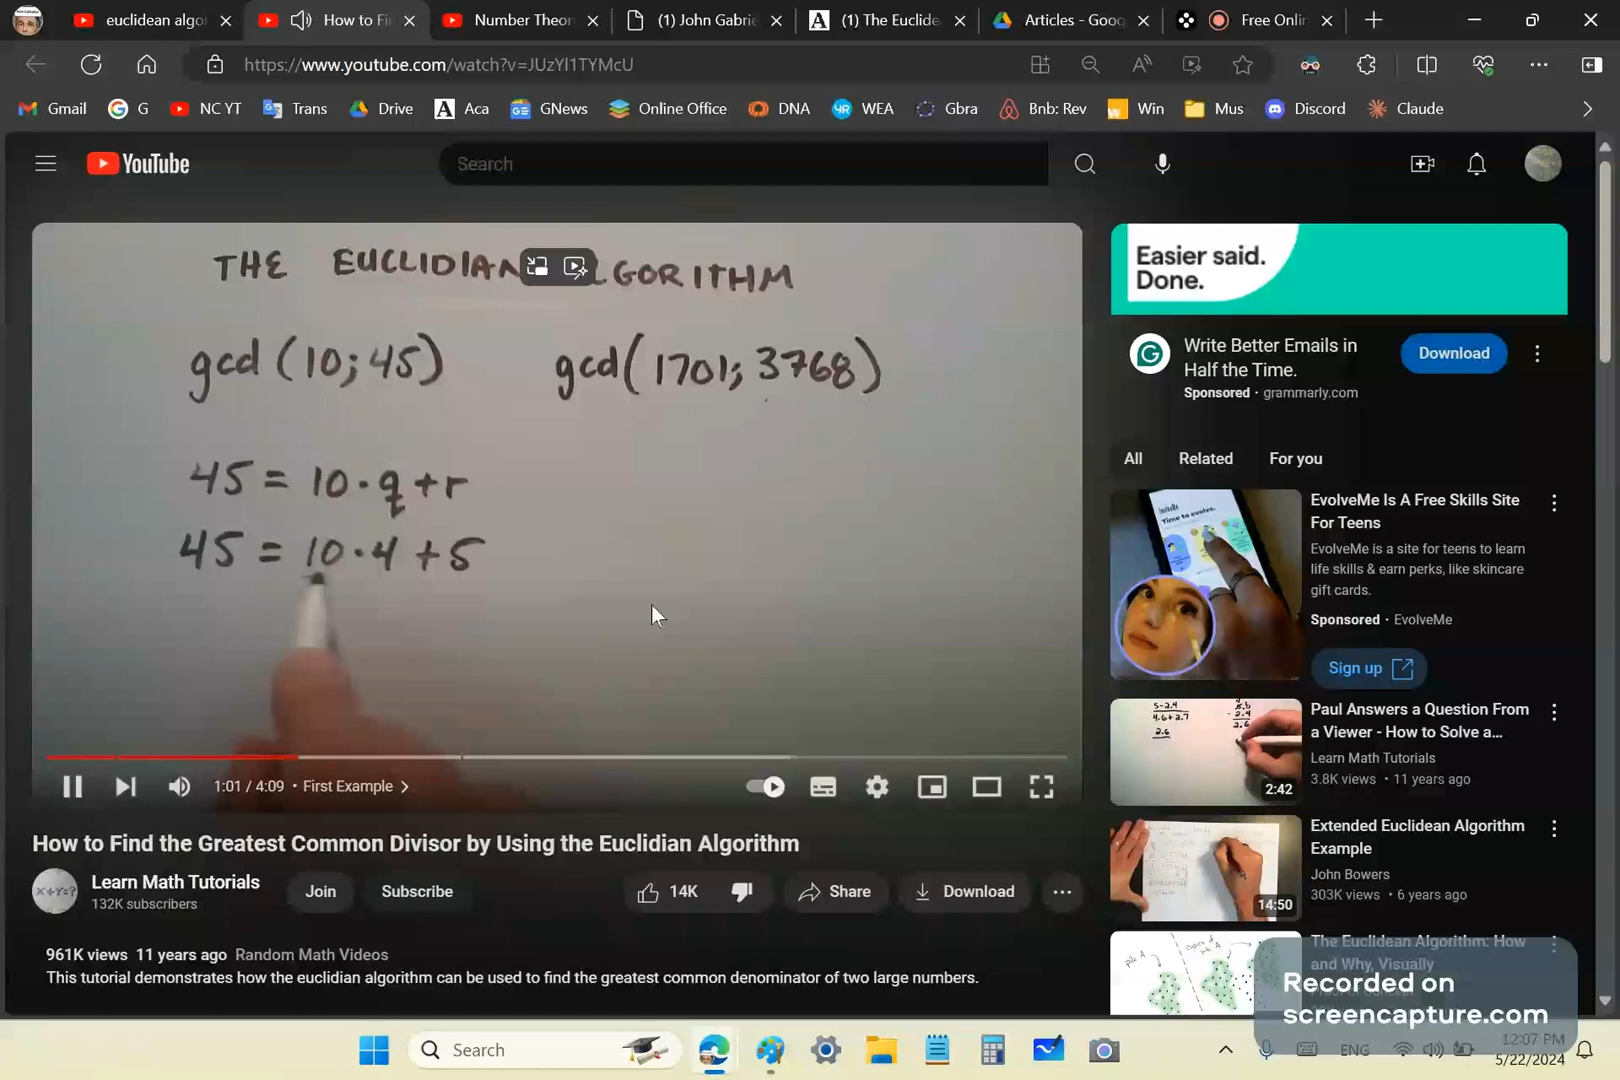 euclidean algo
How to Fi
Number Theo
(1) John Gabrie
(1) The Euclide
Articles - Goog
Free Onli
https://www.youtube.com/watch?v=JUzYl1TYMcU
Gmail
G
NC YT
Trans
Drive
Aca
GNews
Online Office
DNA
WEA
Gbra
Bnb: Rev
Win
Mus
Discord
Claude
YouTube
Search
THE EUCLIDIAN LGORITHM
gcd (10; 45) gcd(1701; 3768)
45 = 10 · q + r
45 = 10 · 4 + 5
1:01 / 4:09 • First Example
How to Find the Greatest Common Divisor by Using the Euclidian Algorithm
x+y=?
Learn Math Tutorials
132K subscribers
Join
Subscribe
14K
Share
Download
961K views 11 years ago Random Math Videos
This tutorial demonstrates how the euclidian algorithm can be used to find the greatest common denominator of two large numbers.
Easier said.
Done.
Write Better Emails in
Half the Time.
Sponsored • grammarly.com
Download
All
Related
For you
Time to evolve.
EvolveMe Is A Free Skills Site
For Teens
EvolveMe is a site for teens to learn
life skills & earn perks, like skincare
gift cards.
Sponsored • EvolveMe
Sign up
2:42
Paul Answers a Question From
a Viewer - How to Solve a...
Learn Math Tutorials
3.8K views • 11 years ago
14:50
Extended Euclidean Algorithm
Example
John Bowers
303K views • 6 years ago
pile A
The Euclidean Algorithm: How
and Why, Visually
Recorded on
screencapture.com
Search
ENG
12:07 PM
5/22/2024